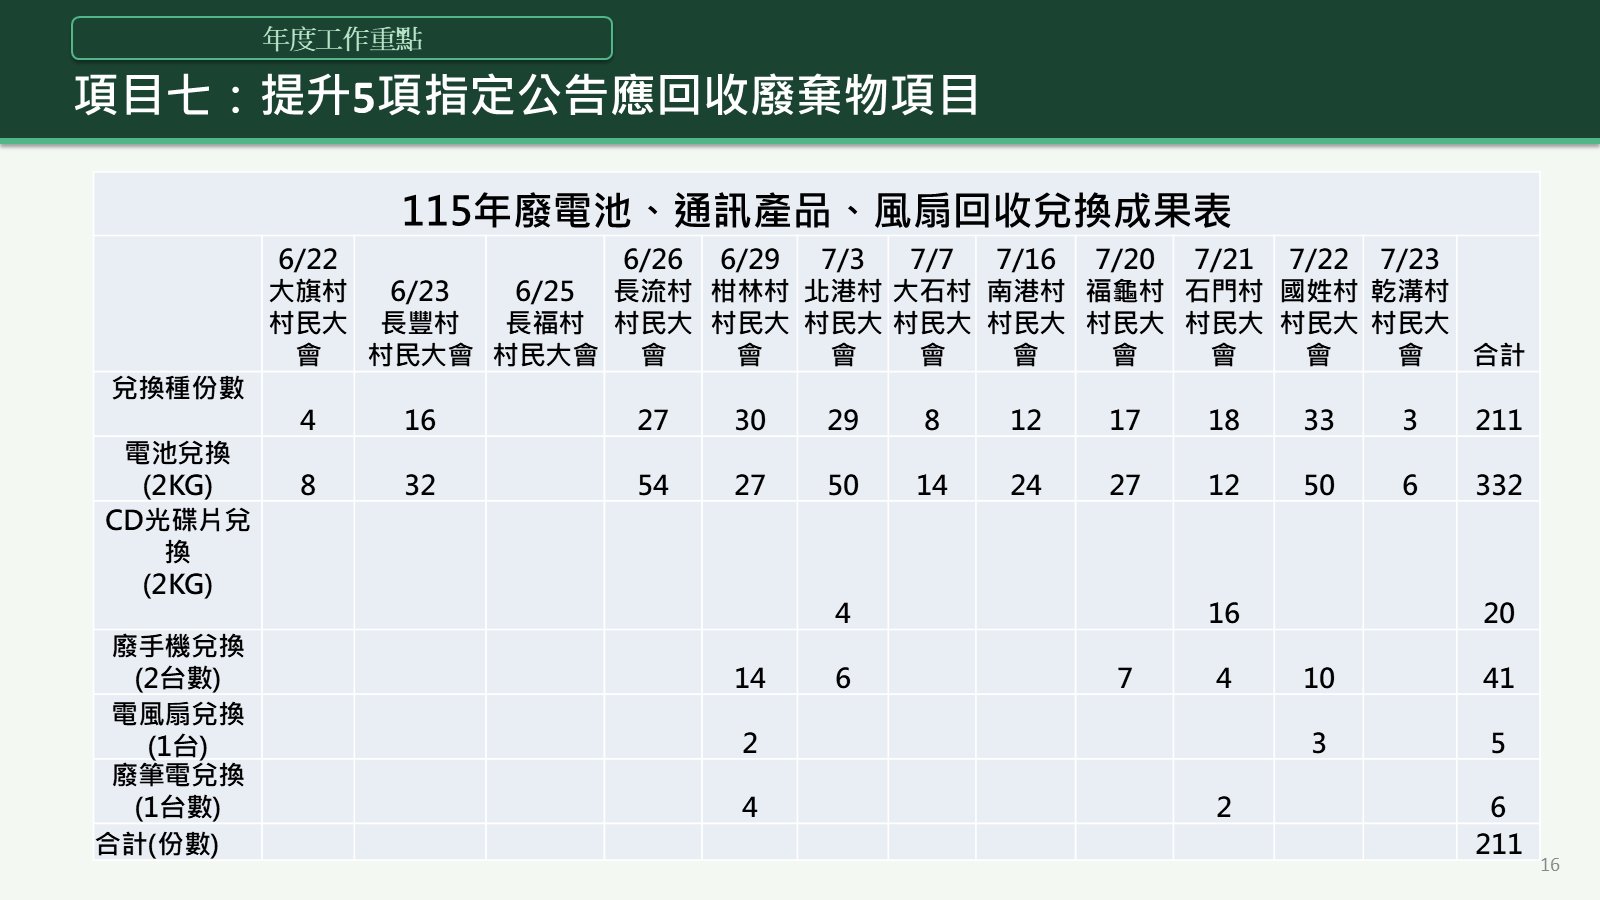 年度工作重點
項目七：提升5項指定公告應回收廢棄物項目
115年廢電池、通訊產品、風扇回收兌換成果表
6/22 大旗村 村民大會 6/23 長豐村 村民大會 6/25 長福村 村民大會 6/26 長流村 村民大會 6/29 柑林村 村民大會 7/3 北港村 村民大會 7/7 大石村 村民大會 7/16 南港村 村民大會 7/20 福龜村 村民大會 7/21 石門村 村民大會 7/22 國姓村 村民大會 7/23 乾溝村 村民大會 合計
兌換種份數 4 16 27 30 29 8 12 17 18 33 3 211
電池兌換 (2KG) 8 32 54 27 50 14 24 27 12 50 6 332
CD光碟片兌換 (2KG) 4 16 20
廢手機兌換 (2台數) 14 6 7 4 10 41
電風扇兌換 (1台) 2 3 5
廢筆電兌換 (1台數) 4 2 6
合計(份數) 211
16